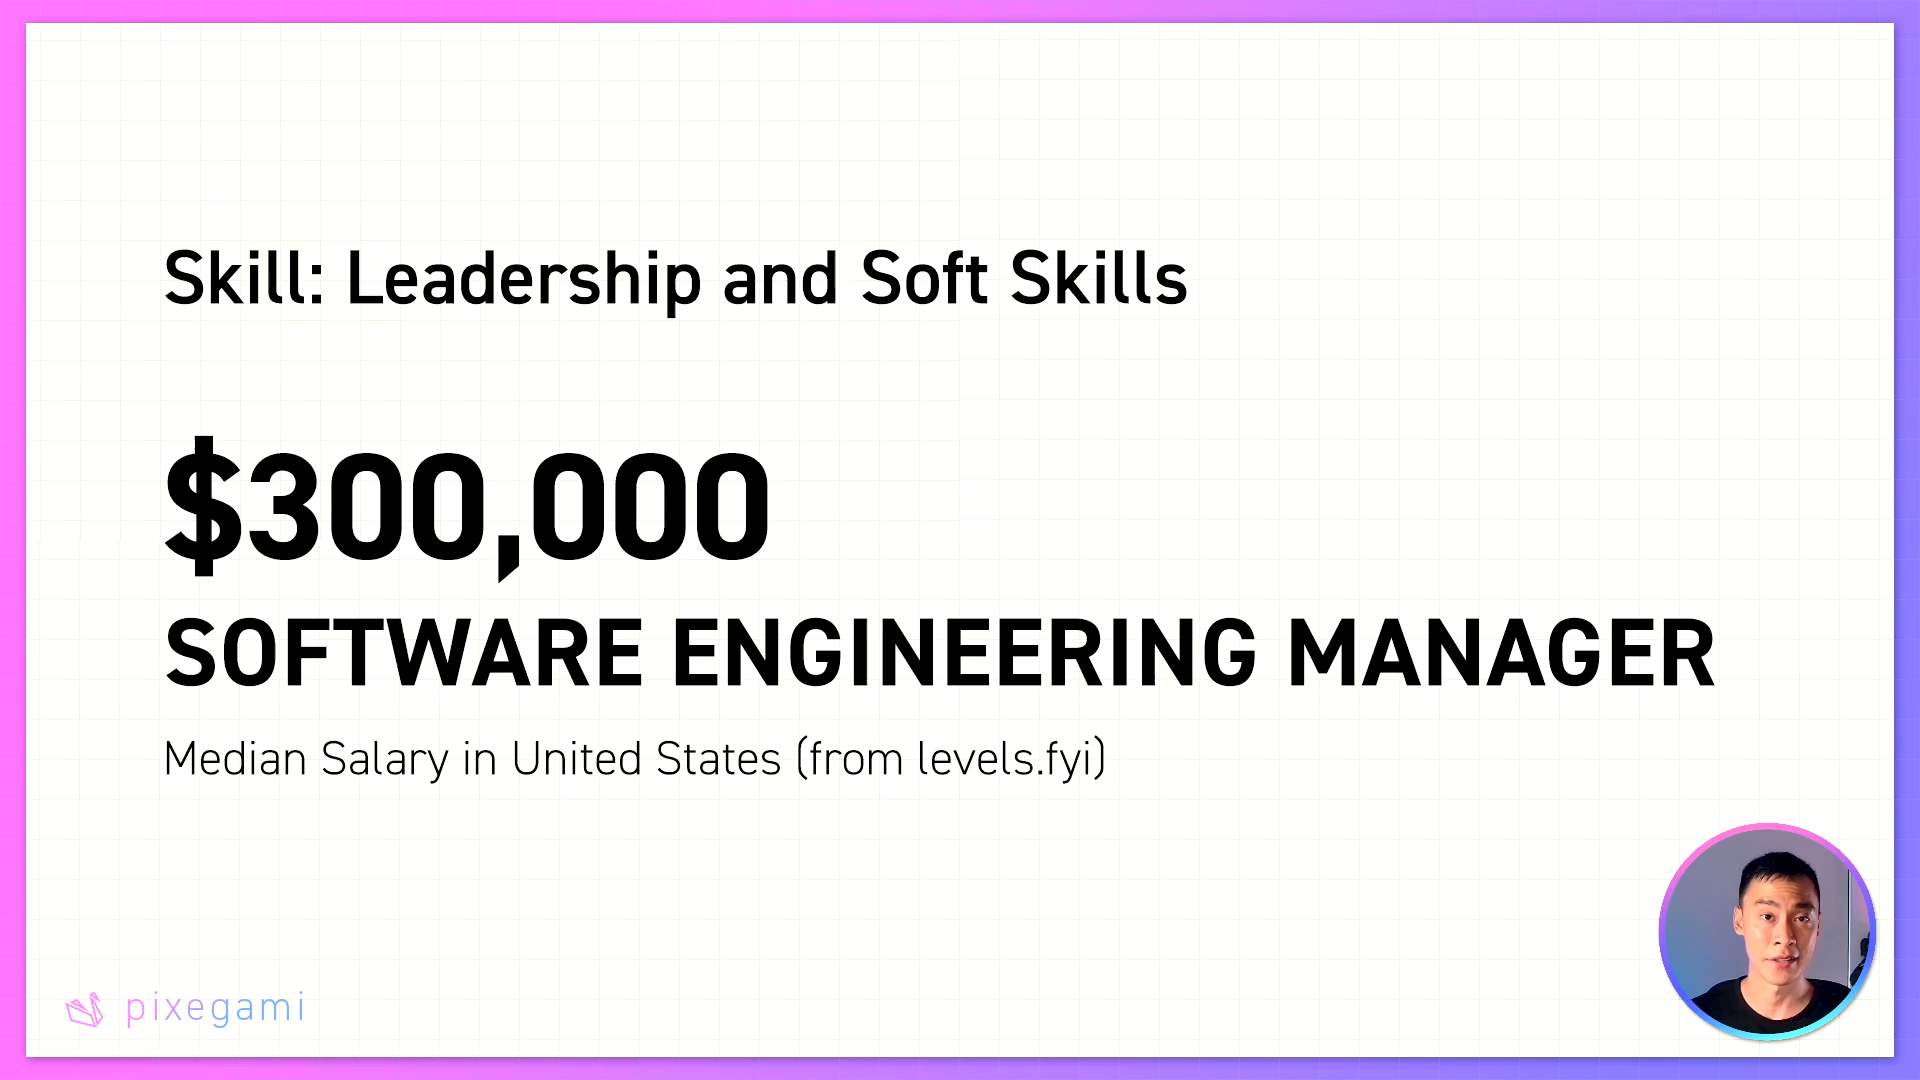 Skill: Leadership and Soft Skills
$300,000
SOFTWARE ENGINEERING MANAGER
Median Salary in United States (from levels.fyi)
pixegami